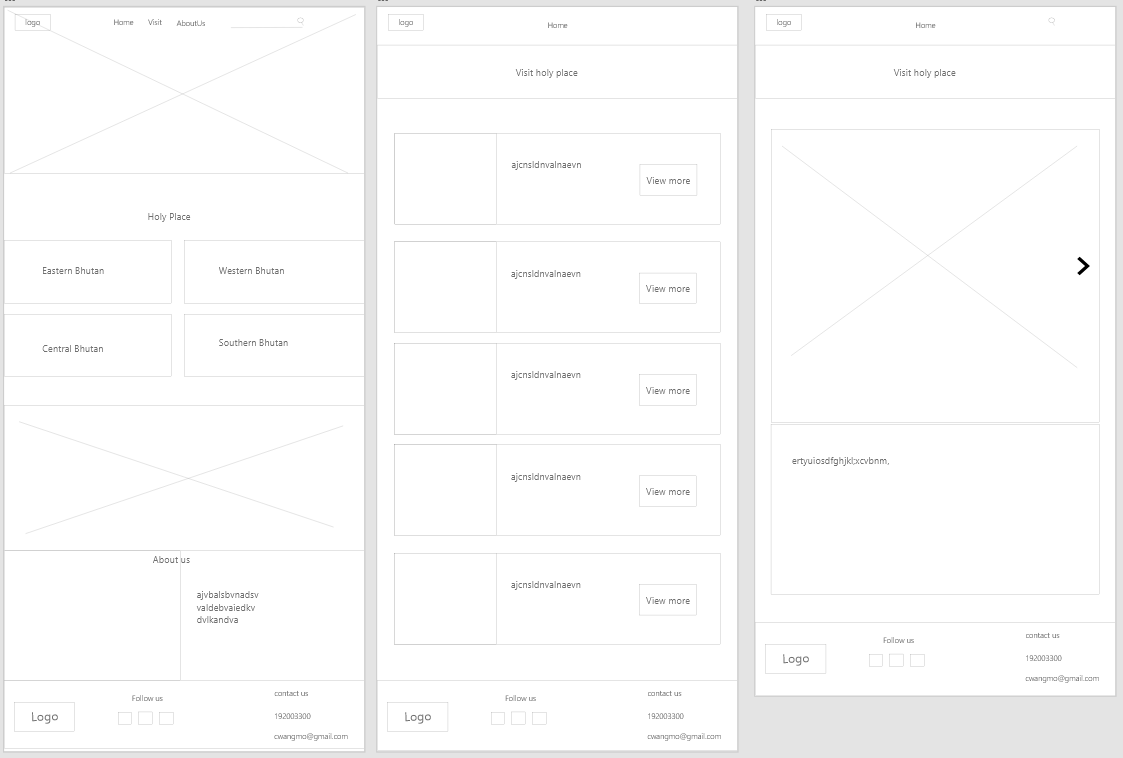 logo
Home
Visit
AboutUs
Holy Place
Eastern Bhutan
Western Bhutan
Central Bhutan
Southern Bhutan
About us
ajvbalsbvnadsv
valdebvaiedkv
dvlkandva
Logo
Follow us
contact us
192003300
cwangmo@gmail.com
logo
Home
Visit holy place
ajcnsldnvalnaevn
View more
ajcnsldnvalnaevn
View more
ajcnsldnvalnaevn
View more
ajcnsldnvalnaevn
View more
ajcnsldnvalnaevn
View more
Logo
Follow us
contact us
192003300
cwangmo@gmail.com
logo
Home
Visit holy place
ertyuiosdfghjkl;xcvbnm,
Logo
Follow us
contact us
192003300
cwangmo@gmail.com